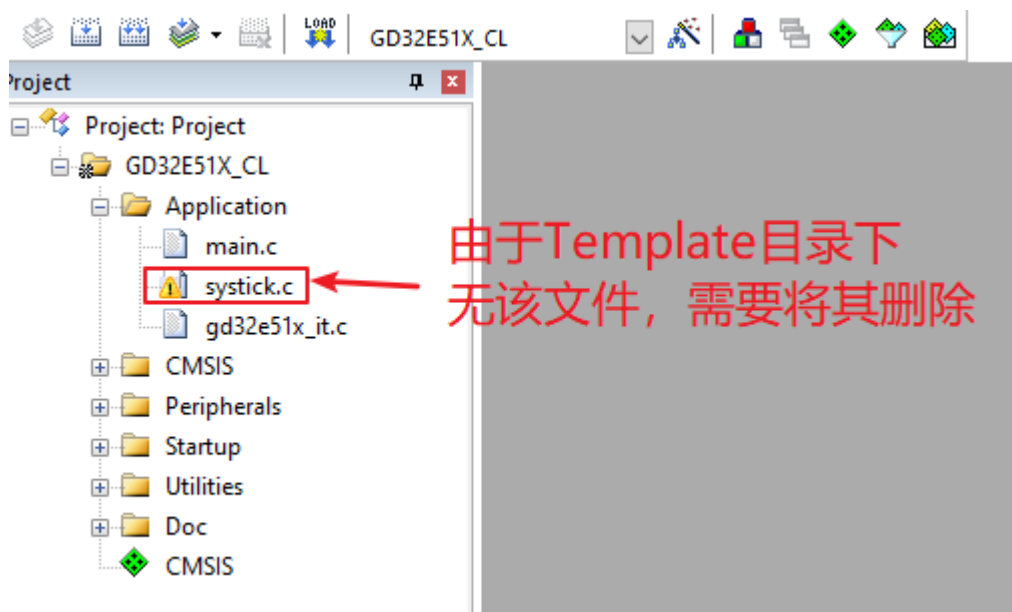 LOAD
GD32E51X_CL
Project
Project: Project
GD32E51X_CL
Application
main.c
systick.c
gd32e51x_it.c
CMSIS
Peripherals
Startup
Utilities
Doc
CMSIS
由于Template目录下
无该文件，需要将其删除